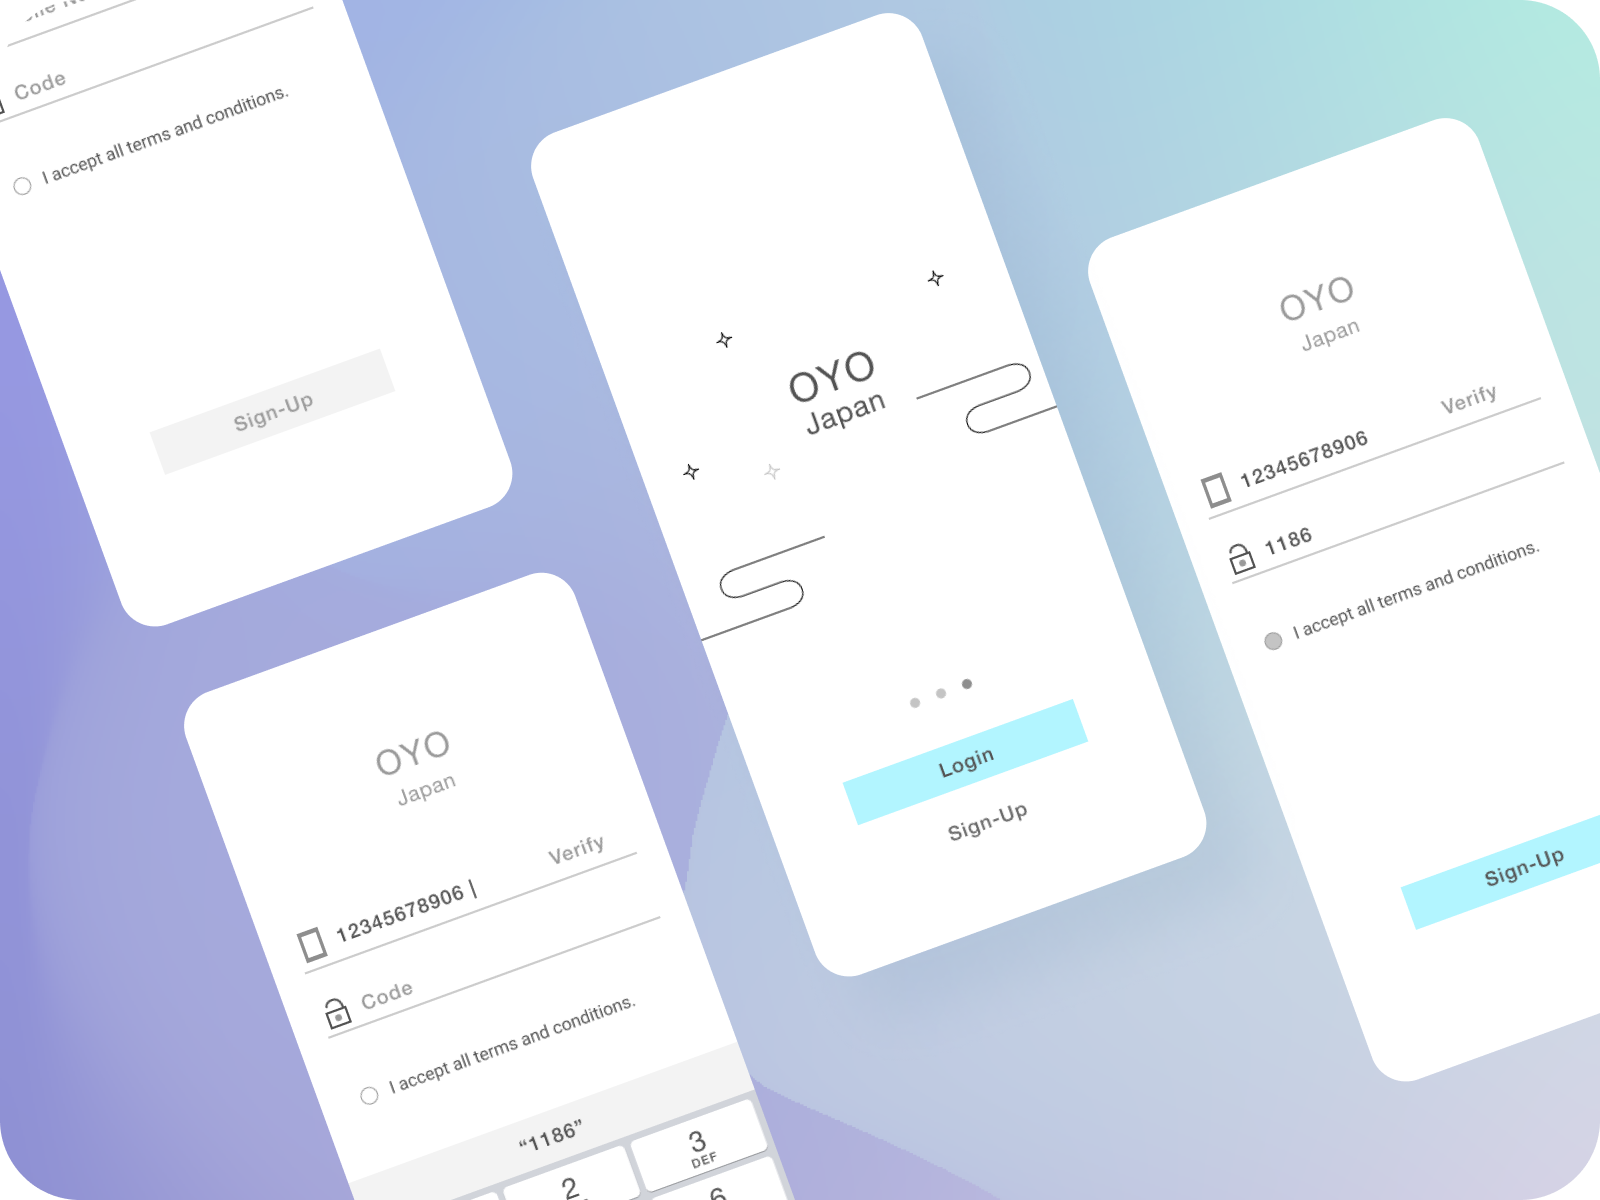 Code
I accept all terms and conditions.
Sign-Up
OYO
Japan
Verify
12345678906 |
Code
I accept all terms and conditions.
“1186”
2
3
DEF
6
OYO
Japan
Login
Sign-Up
OYO
Japan
Verify
12345678906
1186
I accept all terms and conditions.
Sign-Up